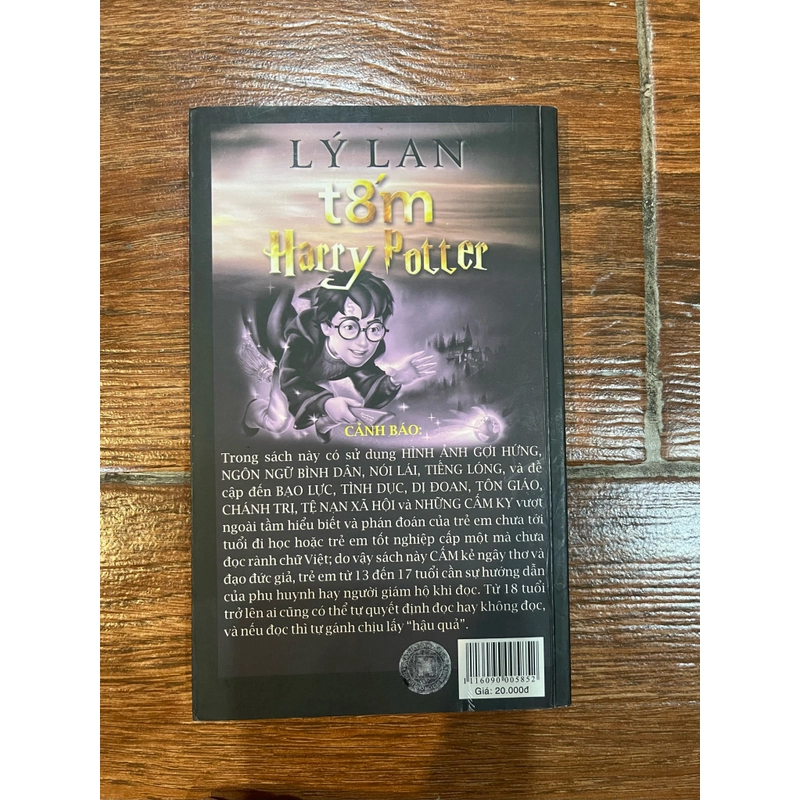 LÝ LAN
t8'm
Harry Potter
CẢNH BÁO:
Trong sách này có sử dụng HÌNH ẢNH GỢI HỨNG,
NGÔN NGỮ BÌNH DÂN, NÓI LÁI, TIẾNG LÓNG, và đề
cập đến BẠO LỰC, TÌNH DỤC, DỊ ĐOAN, TÔN GIÁO,
CHÁNH TRỊ, TỆ NẠN XÃ HỘI và NHỮNG CẤM KỴ vượt
ngoài tầm hiểu biết và phán đoán của trẻ em chưa tới
tuổi đi học hoặc trẻ em tốt nghiệp cấp một mà chưa
đọc rành chữ Việt; do vậy sách này CẤM kẻ ngây thơ và
đạo đức giả, trẻ em từ 13 đến 17 tuổi cần sự hướng dẫn
của phu huynh hay người giám hộ khi đọc. Từ 18 tuổi
trở lên ai cũng có thể tự quyết định đọc hay không đọc,
và nếu đọc thì tự gánh chịu lấy “hậu quả”.
1 116090 005852
Giá: 20.000đ